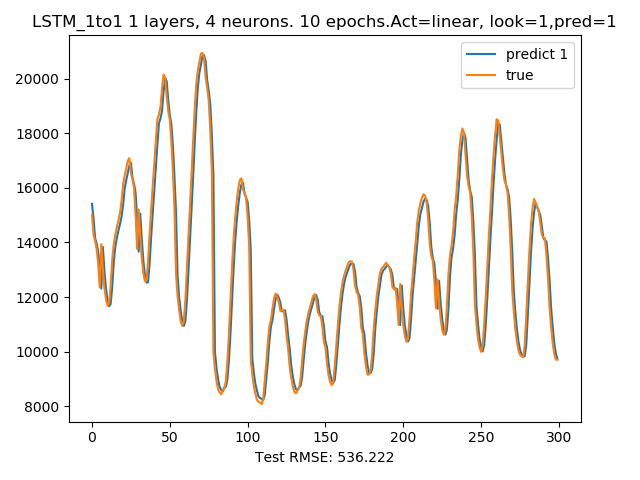 LSTM_1to1 1 layers, 4 neurons. 10 epochs.Act=linear, look=1,pred=1
predict 1
true
20000
18000
16000
14000
12000
10000
8000
0 50 100 150 200 250 300
Test RMSE: 536.222